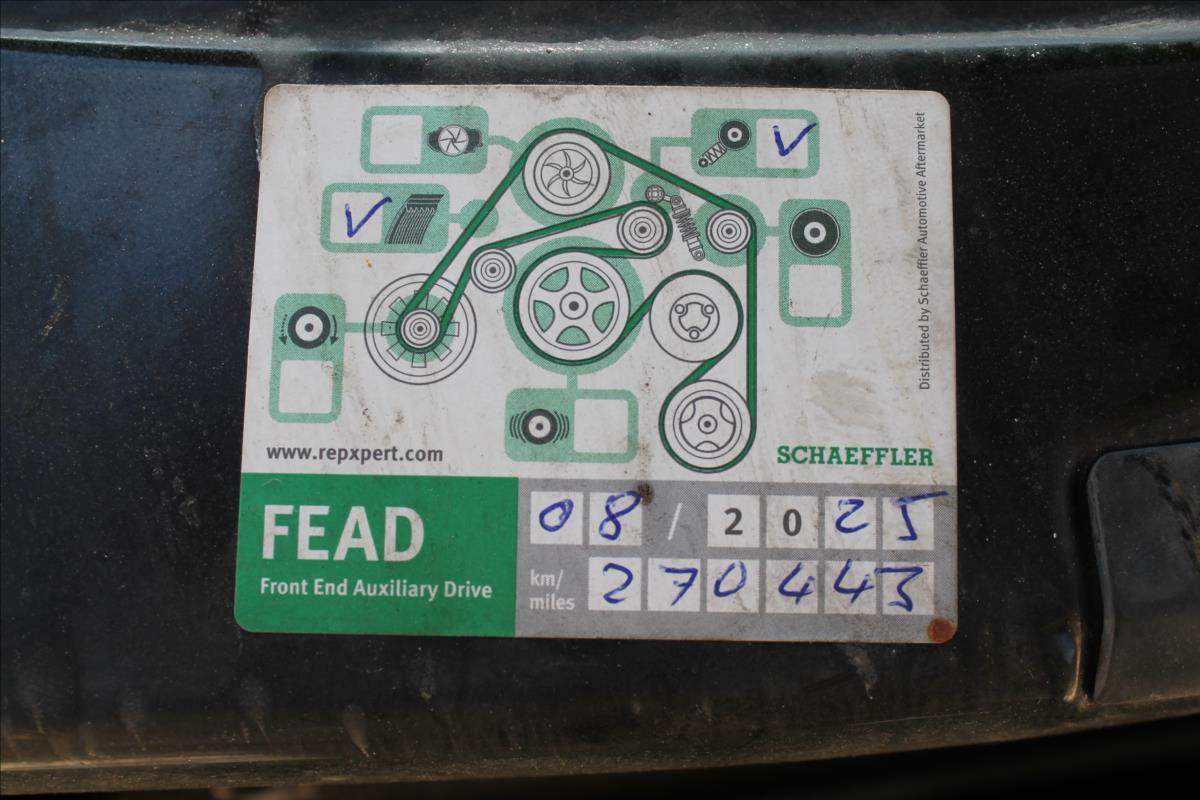 Distributed by Schaeffler Automotive Aftermarket
www.repxpert.com
SCHAEFFLER
FEAD
Front End Auxiliary Drive
08/2025
km/
miles
270443